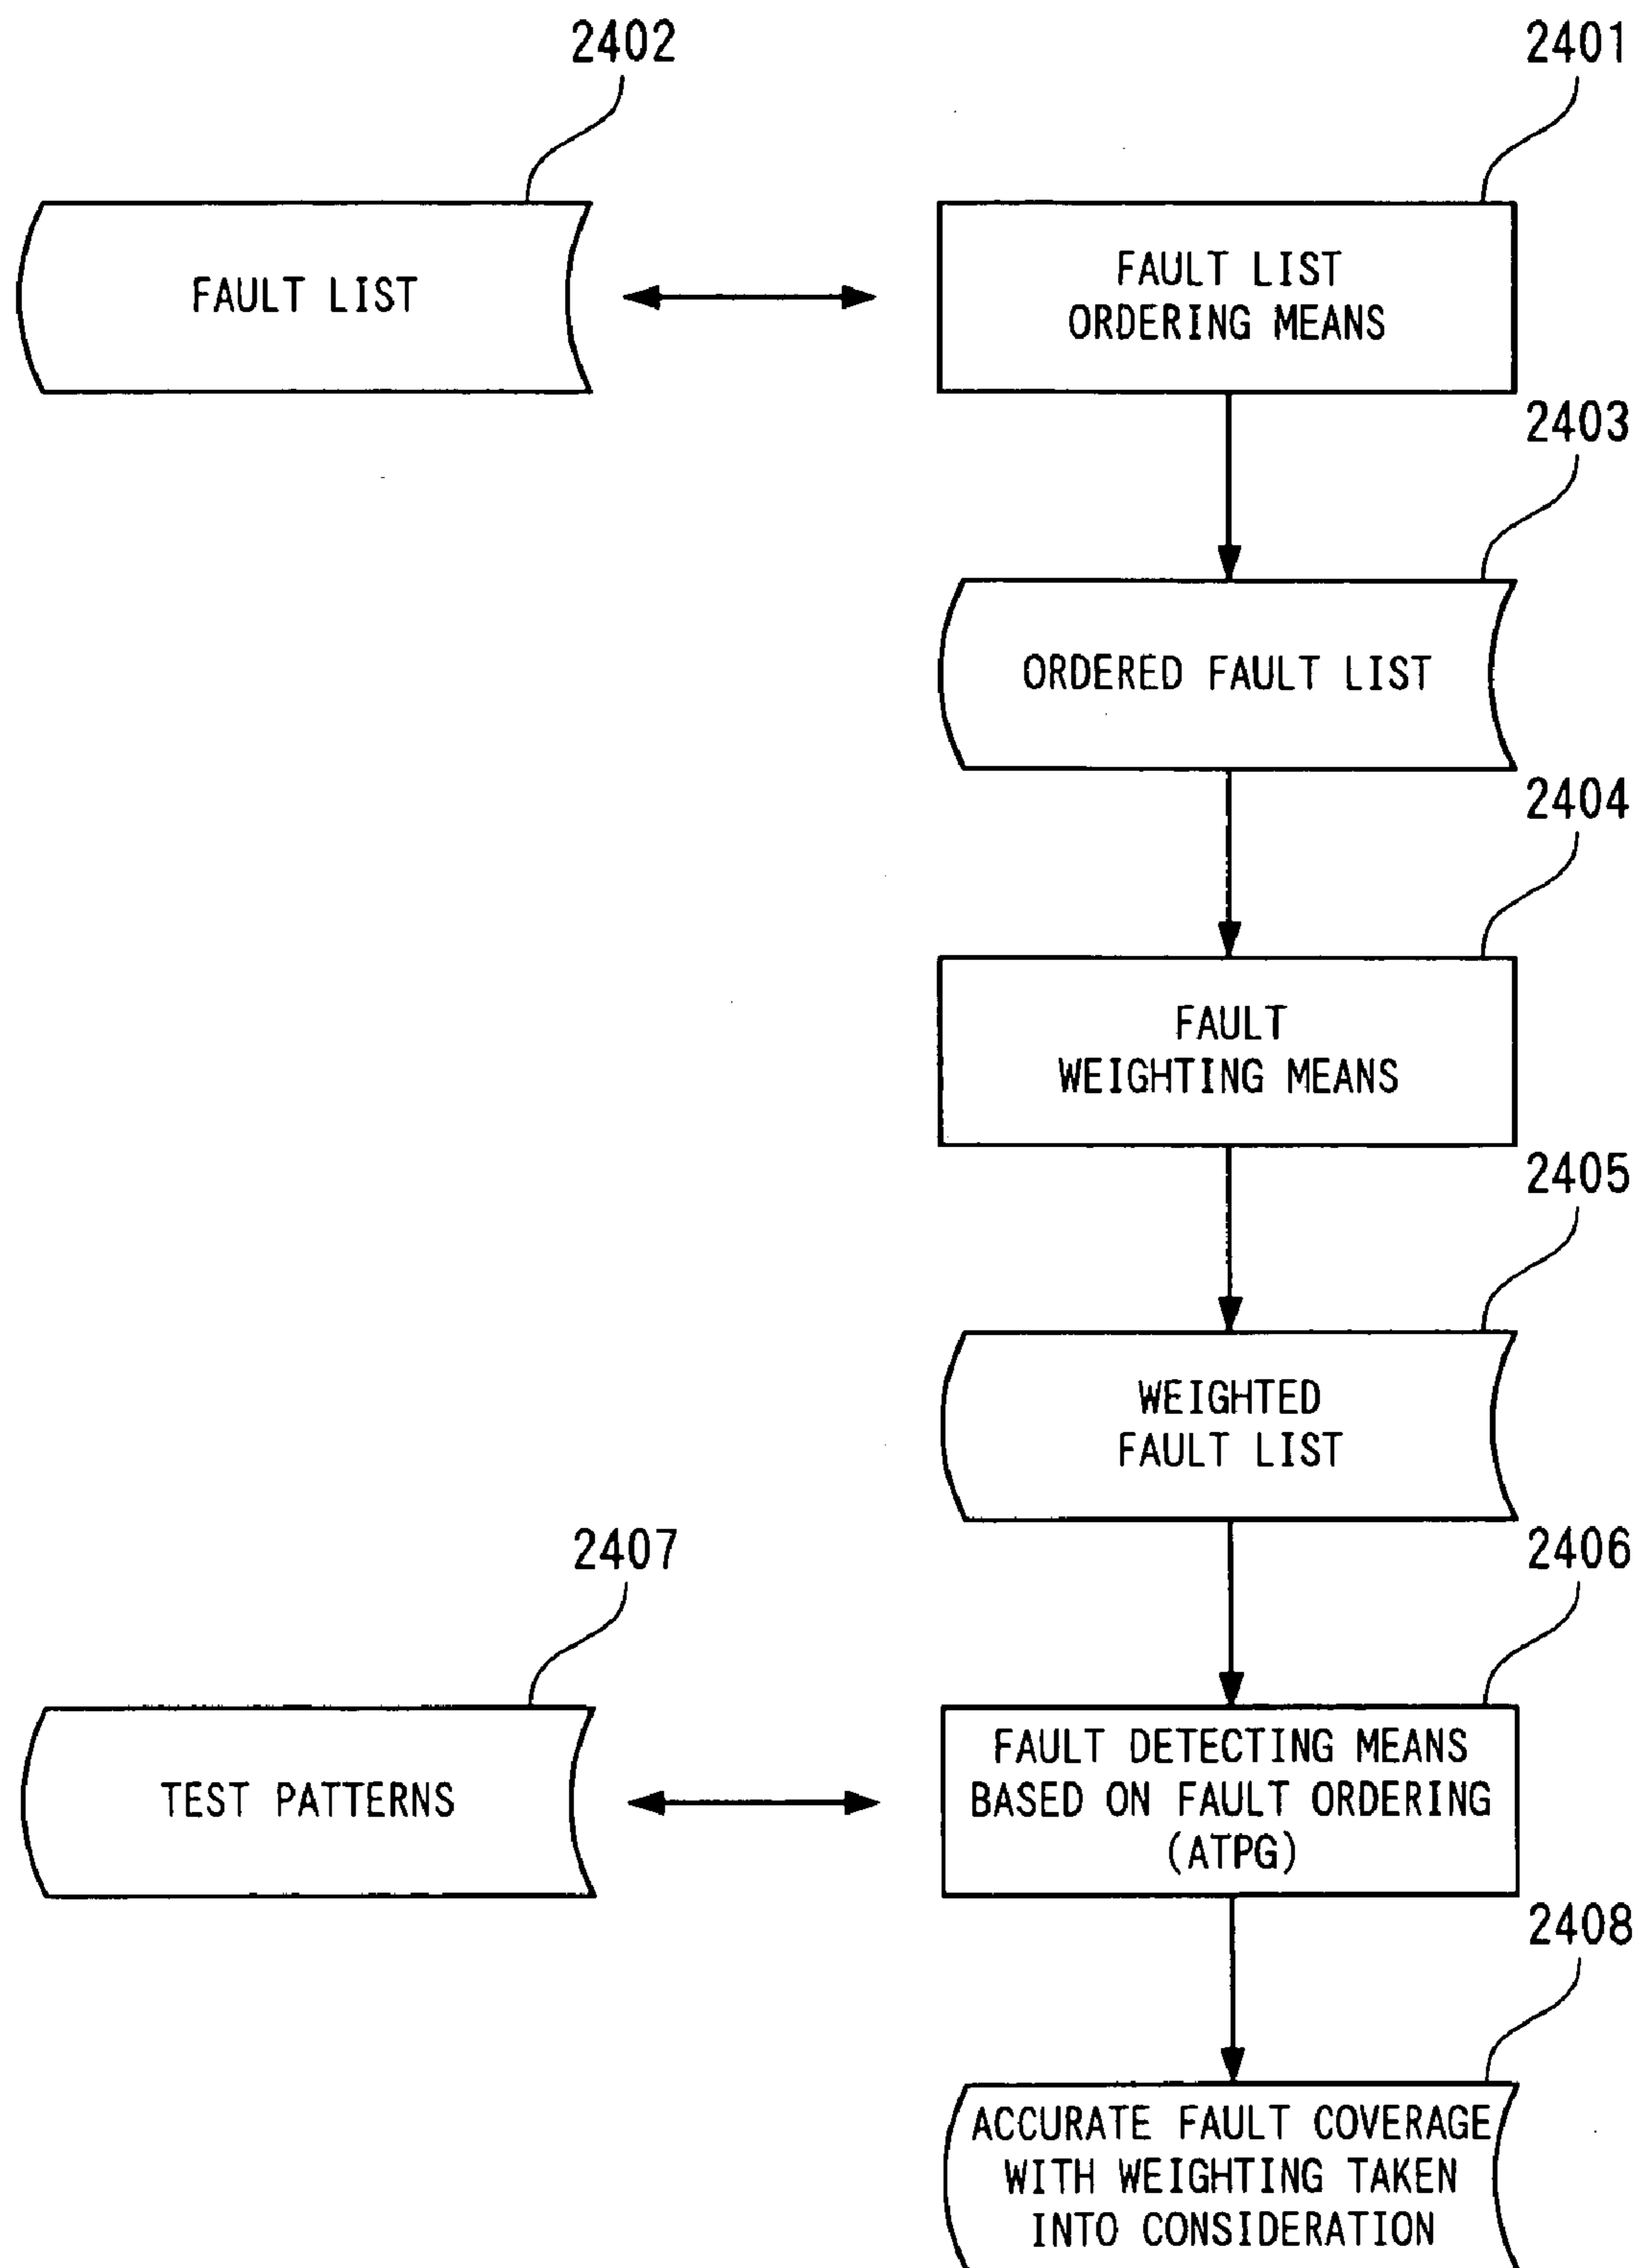 2402
2401
FAULT LIST
FAULT LIST
ORDERING MEANS
2403
ORDERED FAULT LIST
2404
FAULT
WEIGHTING MEANS
2405
WEIGHTED
FAULT LIST
2407
2406
TEST PATTERNS
FAULT DETECTING MEANS
BASED ON FAULT ORDERING
(ATPG)
2408
ACCURATE FAULT COVERAGE
WITH WEIGHTING TAKEN
INTO CONSIDERATION